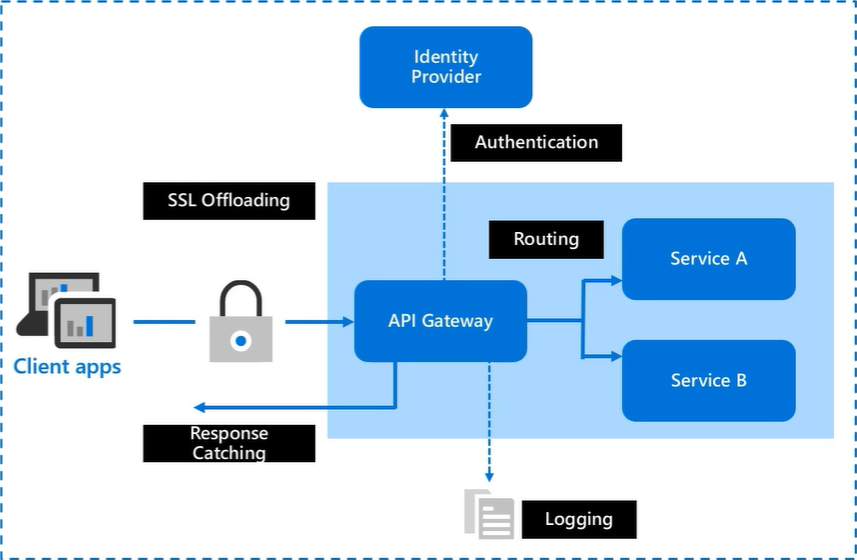 Identity
Provider
Authentication
SSL Offloading
Routing
Service A
API Gateway
Client apps
Service B
Response
Catching
Logging